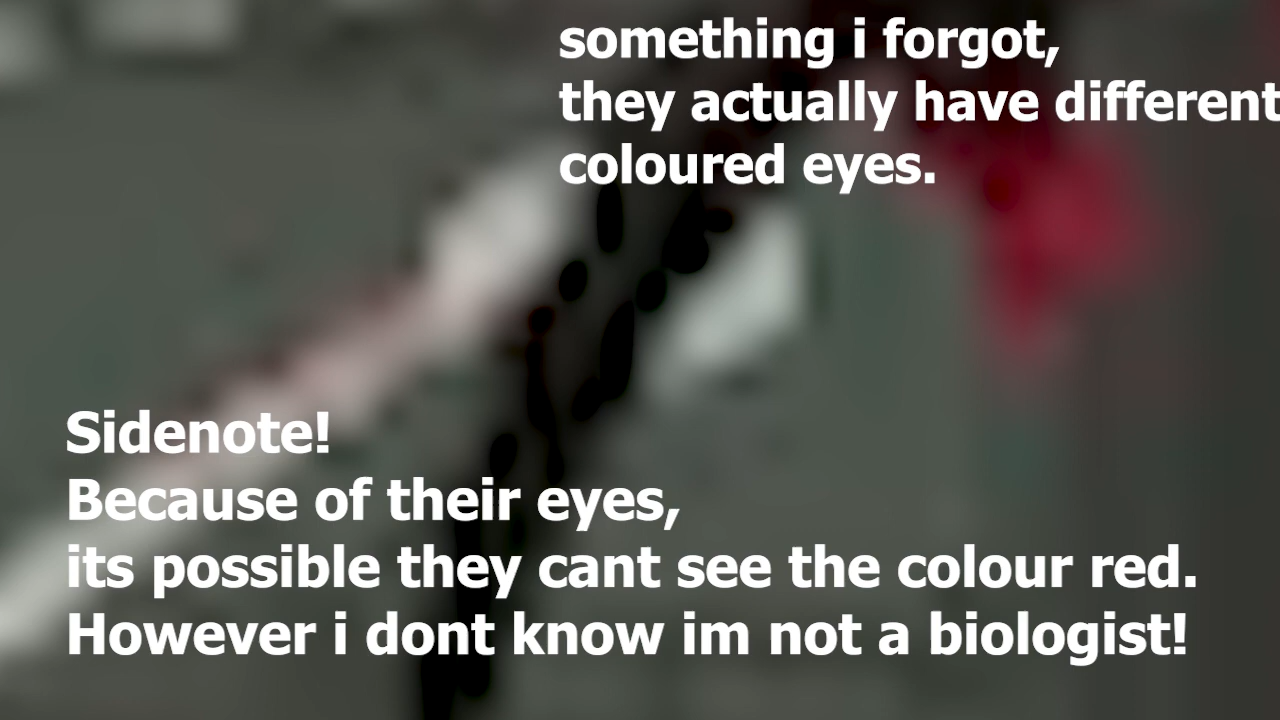 something i forgot,
they actually have different
coloured eyes.
Sidenote!
Because of their eyes,
its possible they cant see the colour red.
However i dont know im not a biologist!